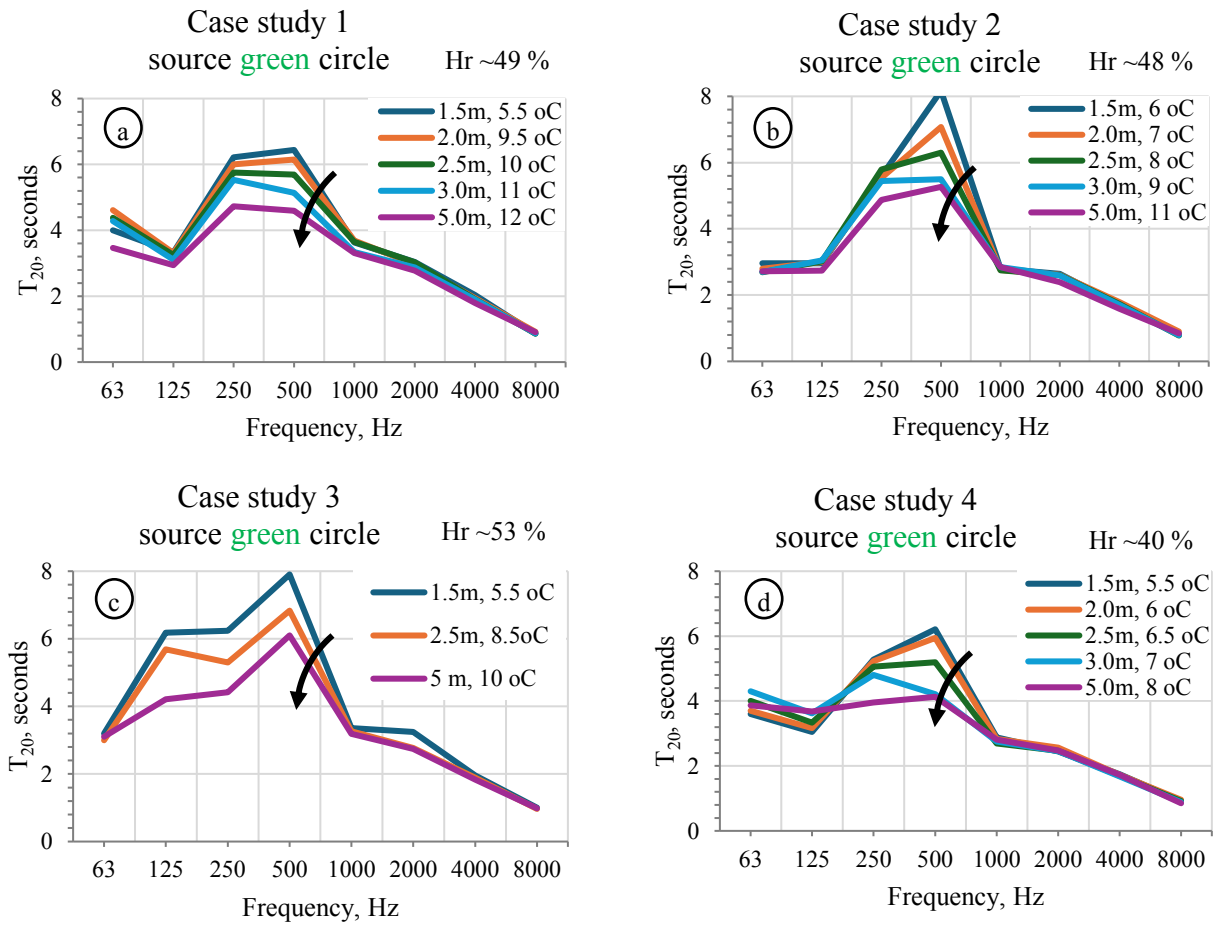 Case study 1
source green circle
Hr ~49 %
a
1.5m, 5.5 oC
2.0m, 9.5 oC
2.5m, 10 oC
3.0m, 11 oC
5.0m, 12 oC
T20, seconds
8
6
4
2
0
63 125 250 500 1000 2000 4000 8000
Frequency, Hz
Case study 2
source green circle
Hr ~48 %
b
1.5m, 6 oC
2.0m, 7 oC
2.5m, 8 oC
3.0m, 9 oC
5.0m, 11 oC
T20, seconds
8
6
4
2
0
63 125 250 500 1000 2000 4000 8000
Frequency, Hz
Case study 3
source green circle
Hr ~53 %
c
1.5m, 5.5 oC
2.5m, 8.5oC
5 m, 10 oC
T20, seconds
8
6
4
2
0
63 125 250 500 1000 2000 4000 8000
Frequency, Hz
Case study 4
source green circle
Hr ~40 %
d
1.5m, 5.5 oC
2.0m, 6 oC
2.5m, 6.5 oC
3.0m, 7 oC
5.0m, 8 oC
T20, seconds
8
6
4
2
0
63 125 250 500 1000 2000 4000 8000
Frequency, Hz